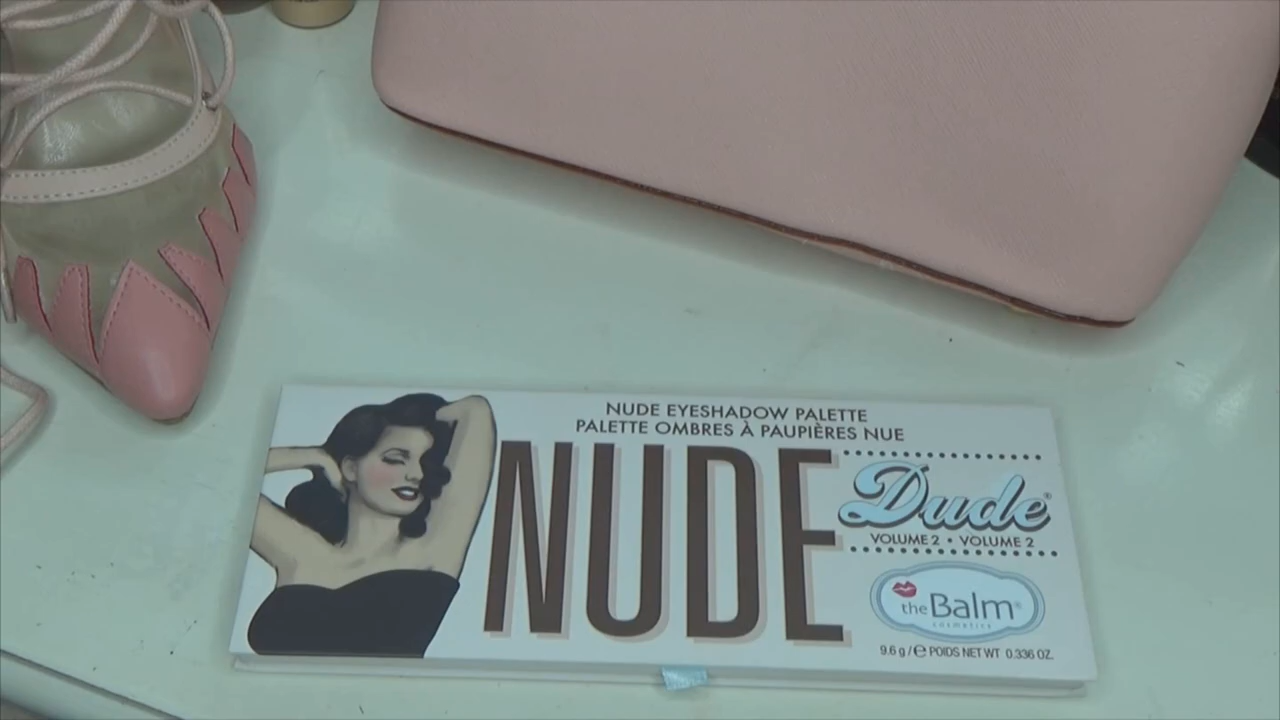 NUDE EYESHADOW PALETTE
PALETTE OMBRES À PAUPIÈRES NUE
NUDE
Dude®
VOLUME 2 • VOLUME 2
theBalm®
cosmetics
9.6 g / ℮ POIDS NET WT 0.336 OZ.